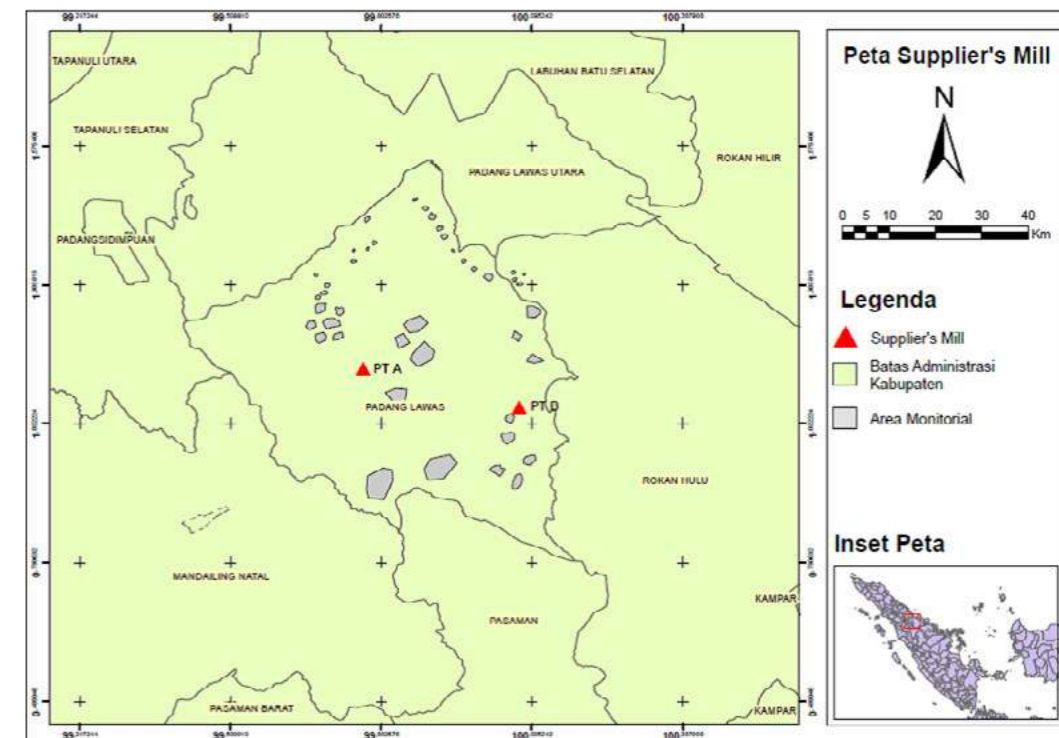 TAPANULI UTARA
LABUHAN BATU SELATAN
TAPANULI SELATAN
ROKAN HILIR
PADANG LAWAS UTARA
PADANGSIDIMPUAN
PT A
PADANG LAWAS
PT D
ROKAN HULU
MANDAILING NATAL
KAMPAR
PASAMAN
PASAMAN BARAT
KAMPAR
Peta Supplier's Mill
N
0 5 10 20 30 40
Km
Legenda
Supplier's Mill
Batas Administrasi
Kabupaten
Area Monitorial
Inset Peta